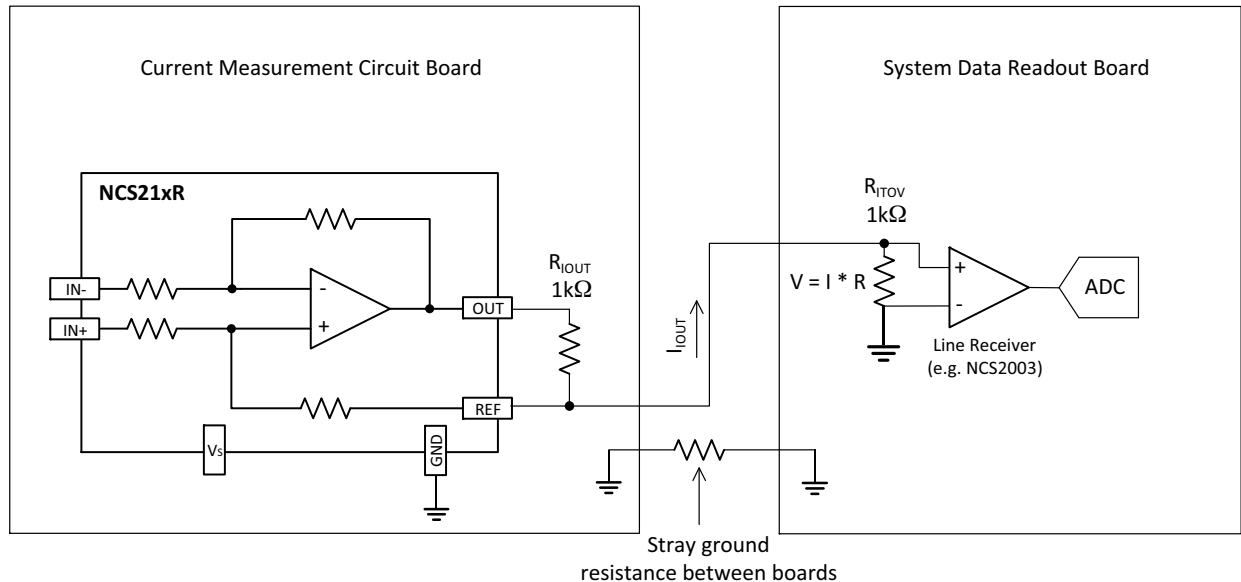 Current Measurement Circuit Board
System Data Readout Board
NCS21xR
IN-
IN+
-
+
OUT
REF
VS
GND
RIOUT
1kΩ
IIOUT
RITOV
1kΩ
V = I * R
+
-
ADC
Line Receiver
(e.g. NCS2003)
Stray ground
resistance between boards